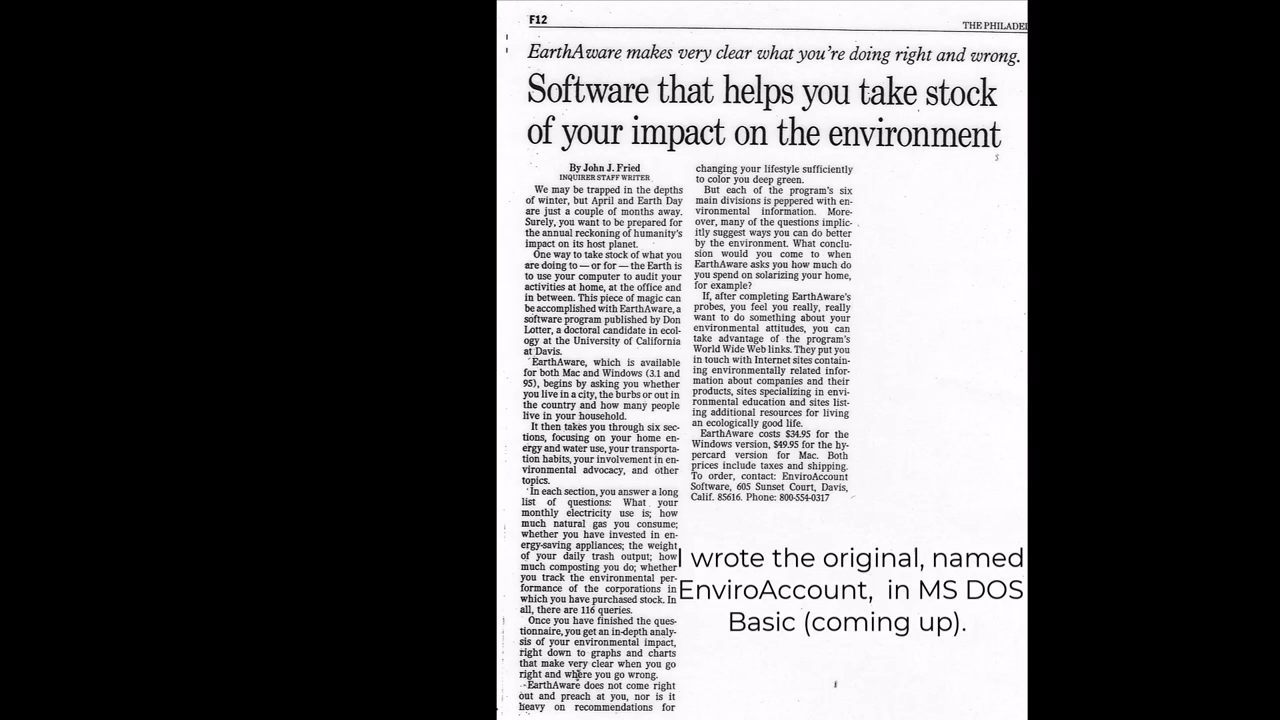 F12
THE PHILADEI
EarthAware makes very clear what you're doing right and wrong.
Software that helps you take stock
of your impact on the environment
By John J. Fried
INQUIRER STAFF WRITER
We may be trapped in the depths
of winter, but April and Earth Day
are just a couple of months away.
Surely, you want to be prepared for
the annual reckoning of humanity's
impact on its host planet.
One way to take stock of what you
are doing to — or for — the Earth is
to use your computer to audit your
activities at home, at the office and
in between. This piece of magic can
be accomplished with EarthAware, a
software program published by Don
Lotter, a doctoral candidate in ecol-
ogy at the University of California
at Davis.
EarthAware, which is available
for both Mac and Windows (3.1 and
95), begins by asking you whether
you live in a city, the burbs or out in
the country and how many people
live in your household.
It then takes you through six sec-
tions, focusing on your home en-
ergy and water use, your transporta-
tion habits, your involvement in en-
vironmental advocacy, and other
topics.
In each section, you answer a long
list of questions: What your
monthly electricity use is; how
much natural gas you consume;
whether you have invested in en-
ergy-saving appliances; the weight
of your daily trash output; how
much composting you do; whether
you track the environmental per-
formance of the corporations in
which you have purchased stock. In
all, there are 116 queries.
Once you have finished the ques-
tionnaire, you get an in-depth analy-
sis of your environmental impact,
right down to graphs and charts
that make very clear when you go
right and where you go wrong.
EarthAware does not come right
out and preach at you, nor is it
heavy on recommendations for
changing your lifestyle sufficiently
to color you deep green.
But each of the program's six
main divisions is peppered with en-
vironmental information. More-
over, many of the questions implic-
itly suggest ways you can do better
by the environment. What conclu-
sion would you come to when
EarthAware asks you how much do
you spend on solarizing your home,
for example?
If, after completing EarthAware's
probes, you feel you really, really
want to do something about your
environmental attitudes, you can
take advantage of the program's
World Wide Web links. They put you
in touch with Internet sites contain-
ing environmentally related infor-
mation about companies and their
products, sites specializing in envi-
ronmental education and sites list-
ing additional resources for living
an ecologically good life.
EarthAware costs $34.95 for the
Windows version, $49.95 for the hy-
percard version for Mac. Both
prices include taxes and shipping.
To order, contact: EnviroAccount
Software, 605 Sunset Court, Davis,
Calif. 85616. Phone: 800-554-0317
I wrote the original, named
EnviroAccount, in MS DOS
Basic (coming up).